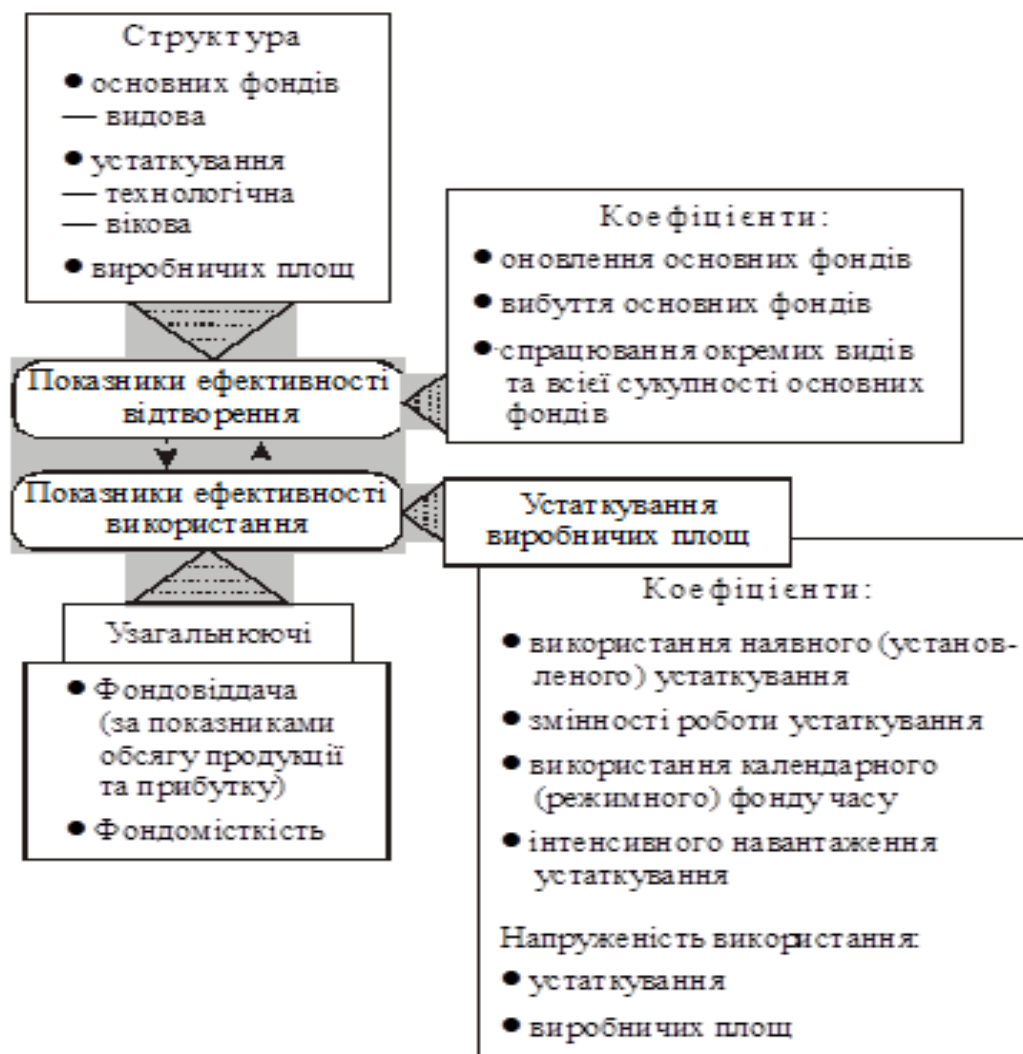 Структура
● основних фондів
— видова
● устаткування
— технологічна
— вікова
● виробничих площ
Коефіцієнти:
● оновлення основних фондів
● вибуття основних фондів
● спрацювання окремих видів
та всієї сукупності основних
фондів
Показники ефективності
відтворення
Показники ефективності
використання
Устаткування
виробничих площ
Узагальнюючі
● Фондовіддача
(за показниками
обсягу продукції
та прибутку)
● Фондомісткість
Коефіцієнти:
● використання наявного (установ-
леного) устаткування
● змінності роботи устаткування
● використання календарного
(режимного) фонду часу
● інтенсивного навантаження
устаткування
Напруженість використання:
● устаткування
● виробничих площ